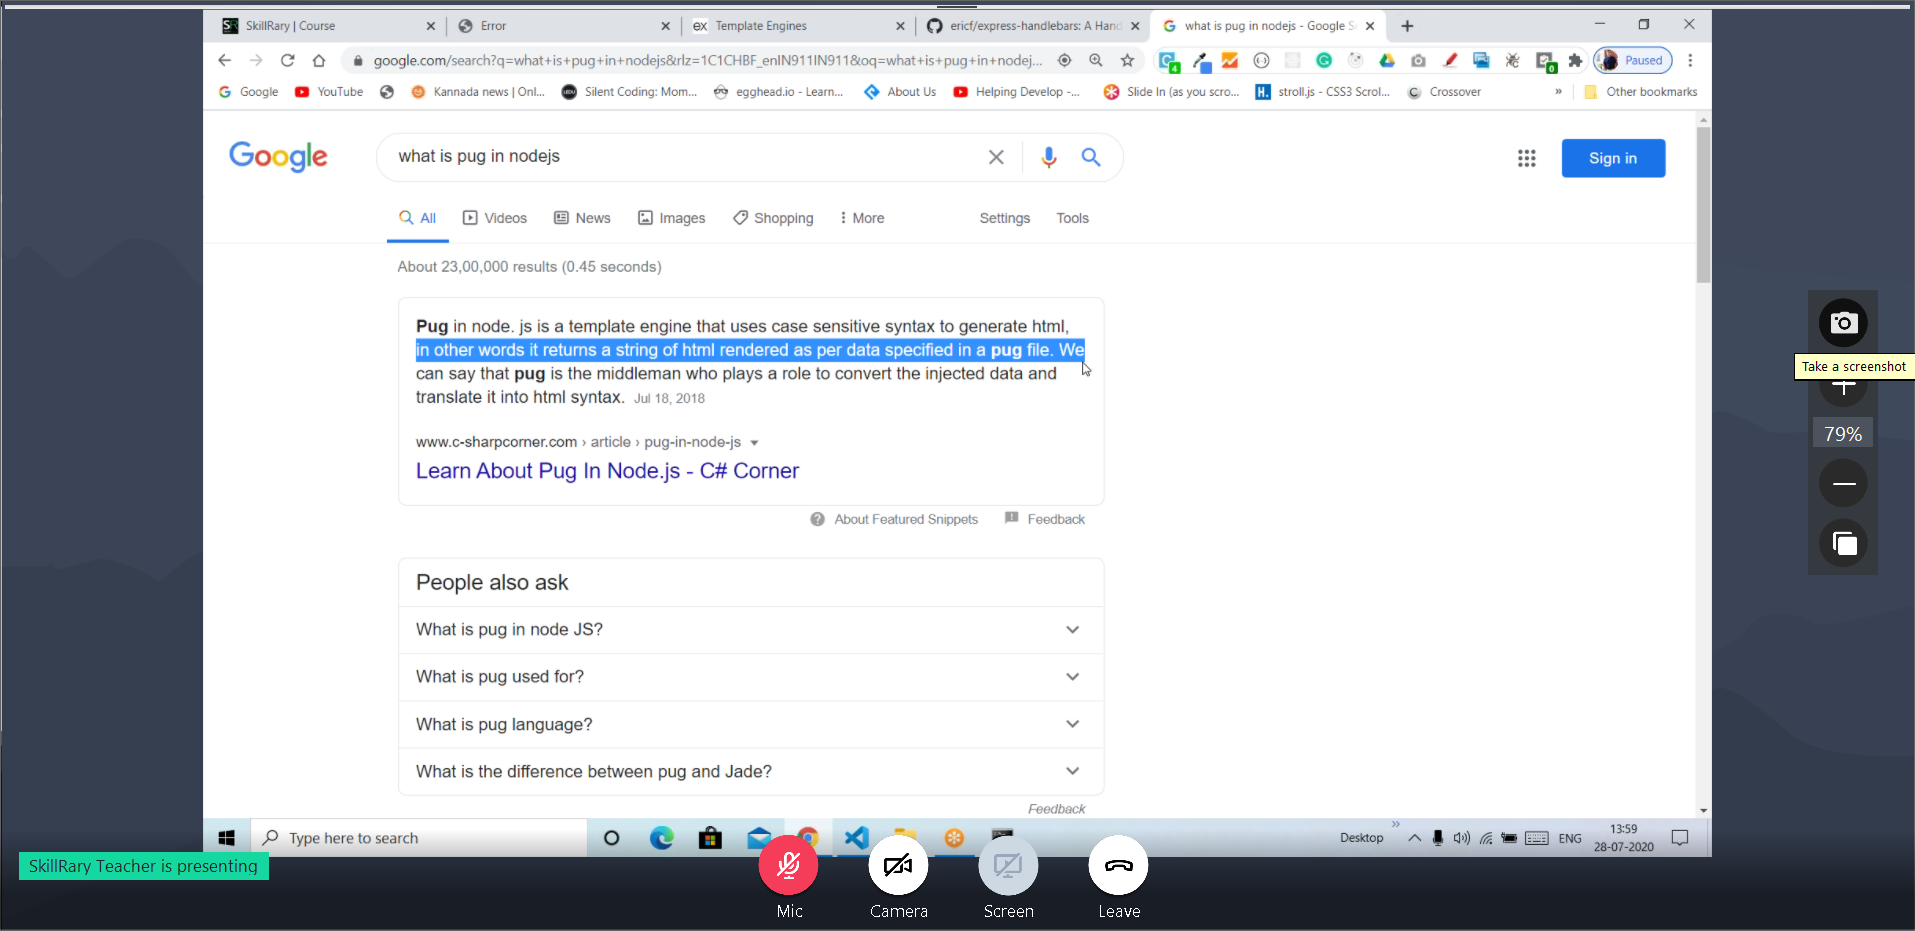 SkillRary | Course
Error
ex Template Engines
ericf/express-handlebars: A Hand
what is pug in nodejs - Google S
google.com/search?q=what+is+pug+in+nodejs&rlz=1C1CHBF_enIN911IN911&oq=what+is+pug+in+nodej...
Paused
Google
YouTube
Kannada news | Onl...
Silent Coding: Mom...
egghead.io - Learn...
About Us
Helping Develop -...
Slide In (as you scro...
H. stroll.js - CSS3 Scrol...
Crossover
»
Other bookmarks
Google
what is pug in nodejs
Sign in
All
Videos
News
Images
Shopping
More
Settings
Tools
About 23,00,000 results (0.45 seconds)
Pug in node. js is a template engine that uses case sensitive syntax to generate html,
in other words it returns a string of html rendered as per data specified in a pug file. We
can say that pug is the middleman who plays a role to convert the injected data and
translate it into html syntax. Jul 18, 2018
www.c-sharpcorner.com › article › pug-in-node-js
Learn About Pug In Node.js - C# Corner
About Featured Snippets
Feedback
People also ask
What is pug in node JS?
What is pug used for?
What is pug language?
What is the difference between pug and Jade?
Feedback
Take a screenshot
79%
Type here to search
Desktop
»
ENG
13:59
28-07-2020
SkillRary Teacher is presenting
Mic
Camera
Screen
Leave